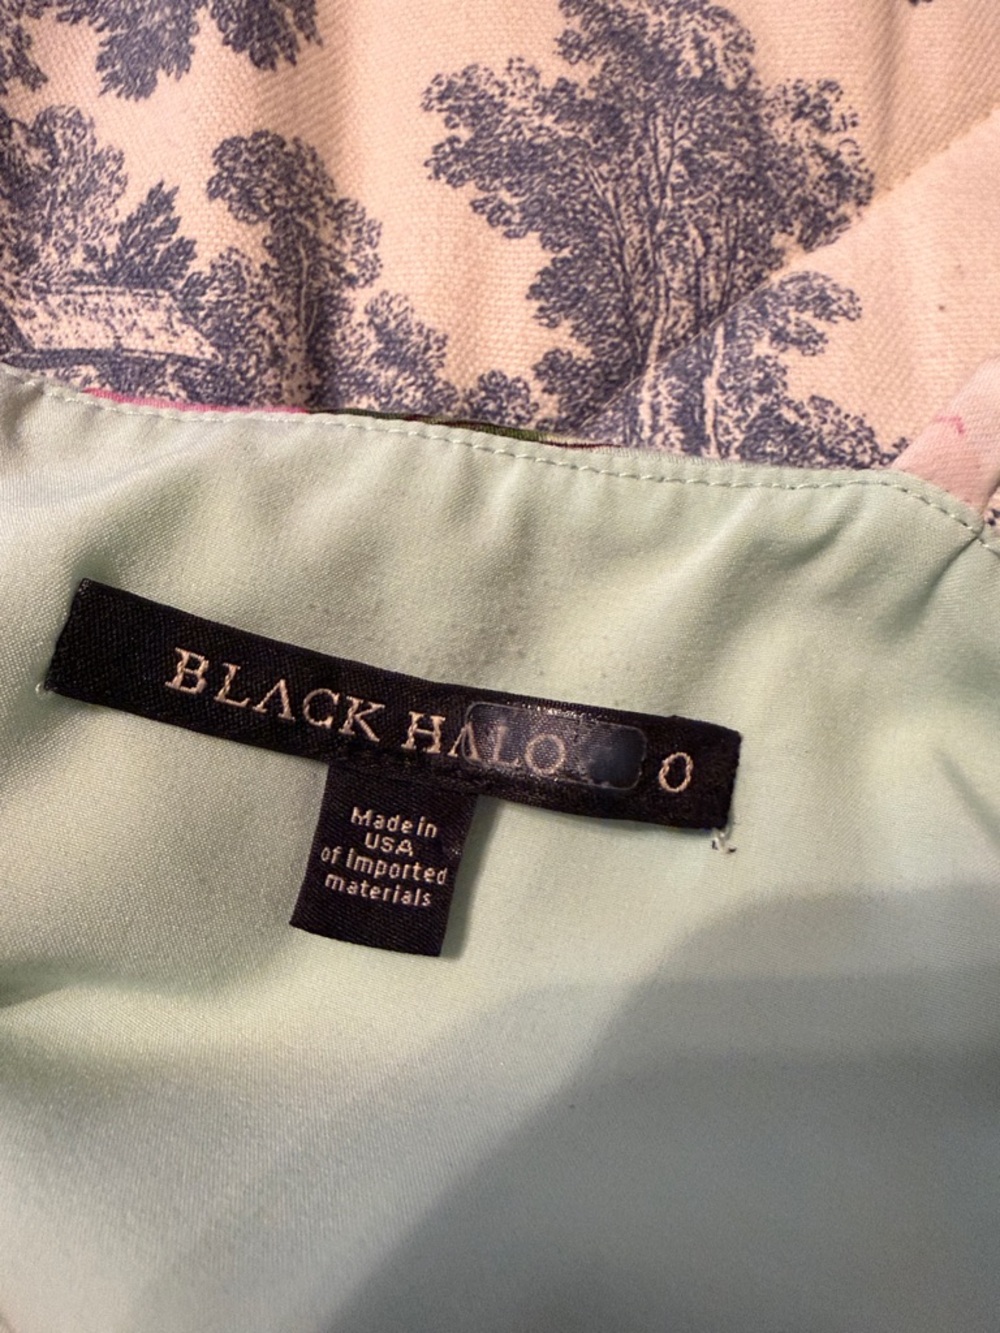 BLACK HALO 0
Made in
USA
of imported
materials